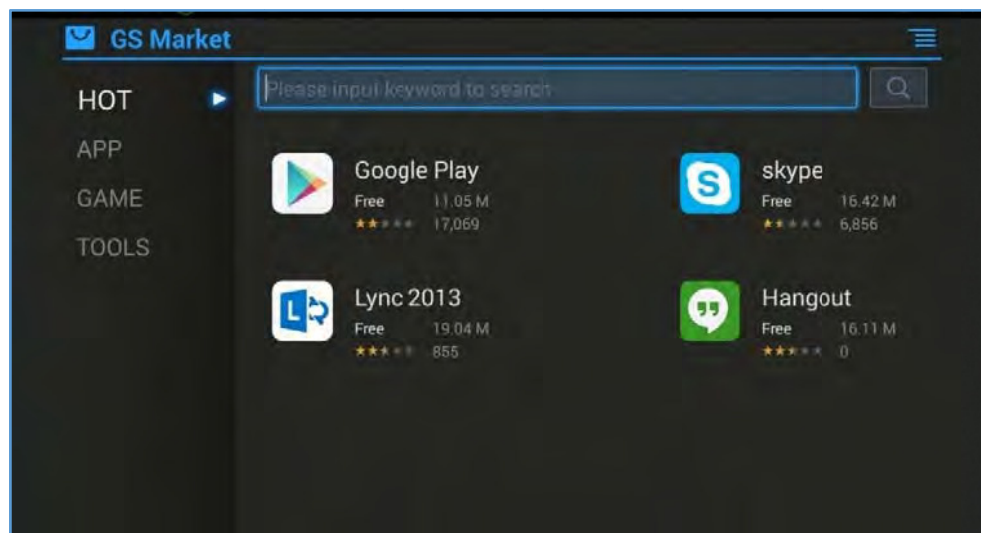 GS Market
HOT
APP
GAME
TOOLS
Please input keyword to search
Google Play
Free 11.05 M
17,069
skype
Free 16.42 M
6,856
Lync 2013
Free 19.04 M
855
Hangout
Free 16.11 M
0